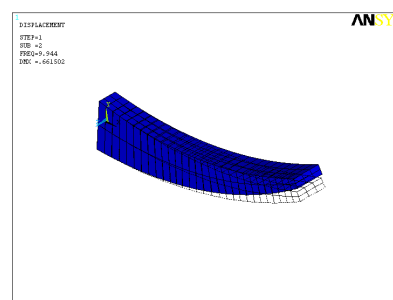 1
DISPLACEMENT
STEP=1
SUB =2
FREQ=9.944
DMX =.661502
ANSY
Y